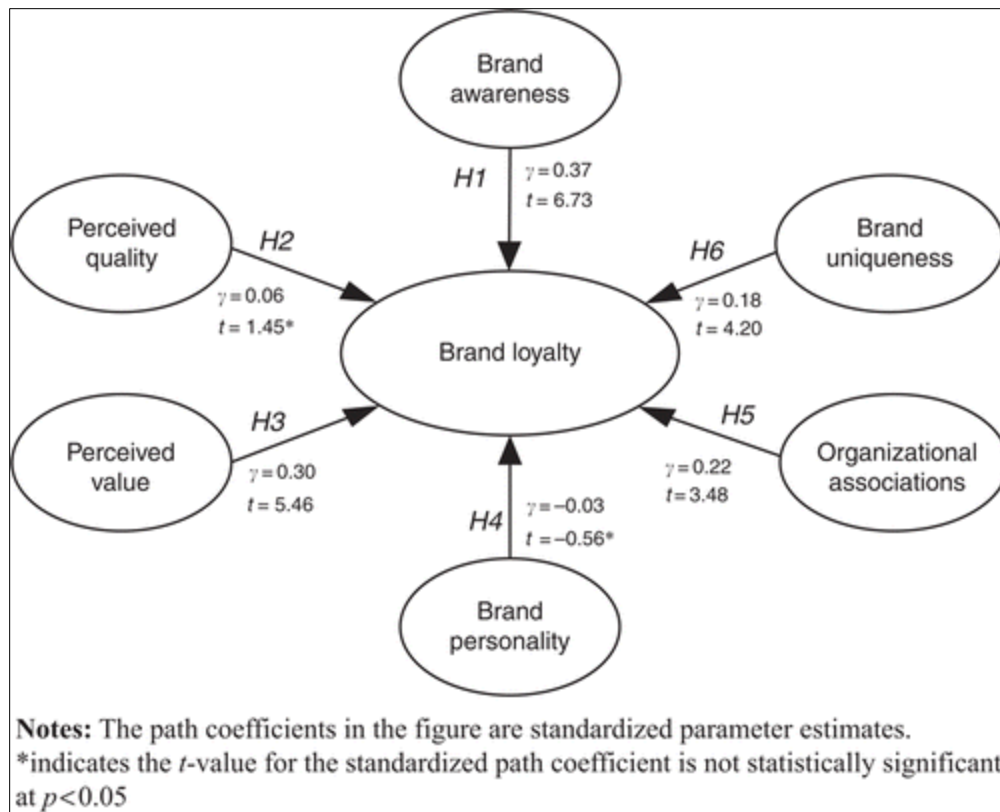 Brand
awareness
H1
γ=0.37
t=6.73
Perceived
quality
H2
γ=0.06
t=1.45*
Brand
uniqueness
H6
γ=0.18
t=4.20
Brand loyalty
Perceived
value
H3
γ=0.30
t=5.46
Organizational
associations
H5
γ=0.22
t=3.48
H4
γ=–0.03
t=–0.56*
Brand
personality
Notes: The path coefficients in the figure are standardized parameter estimates.
*indicates the t-value for the standardized path coefficient is not statistically significant
at p<0.05